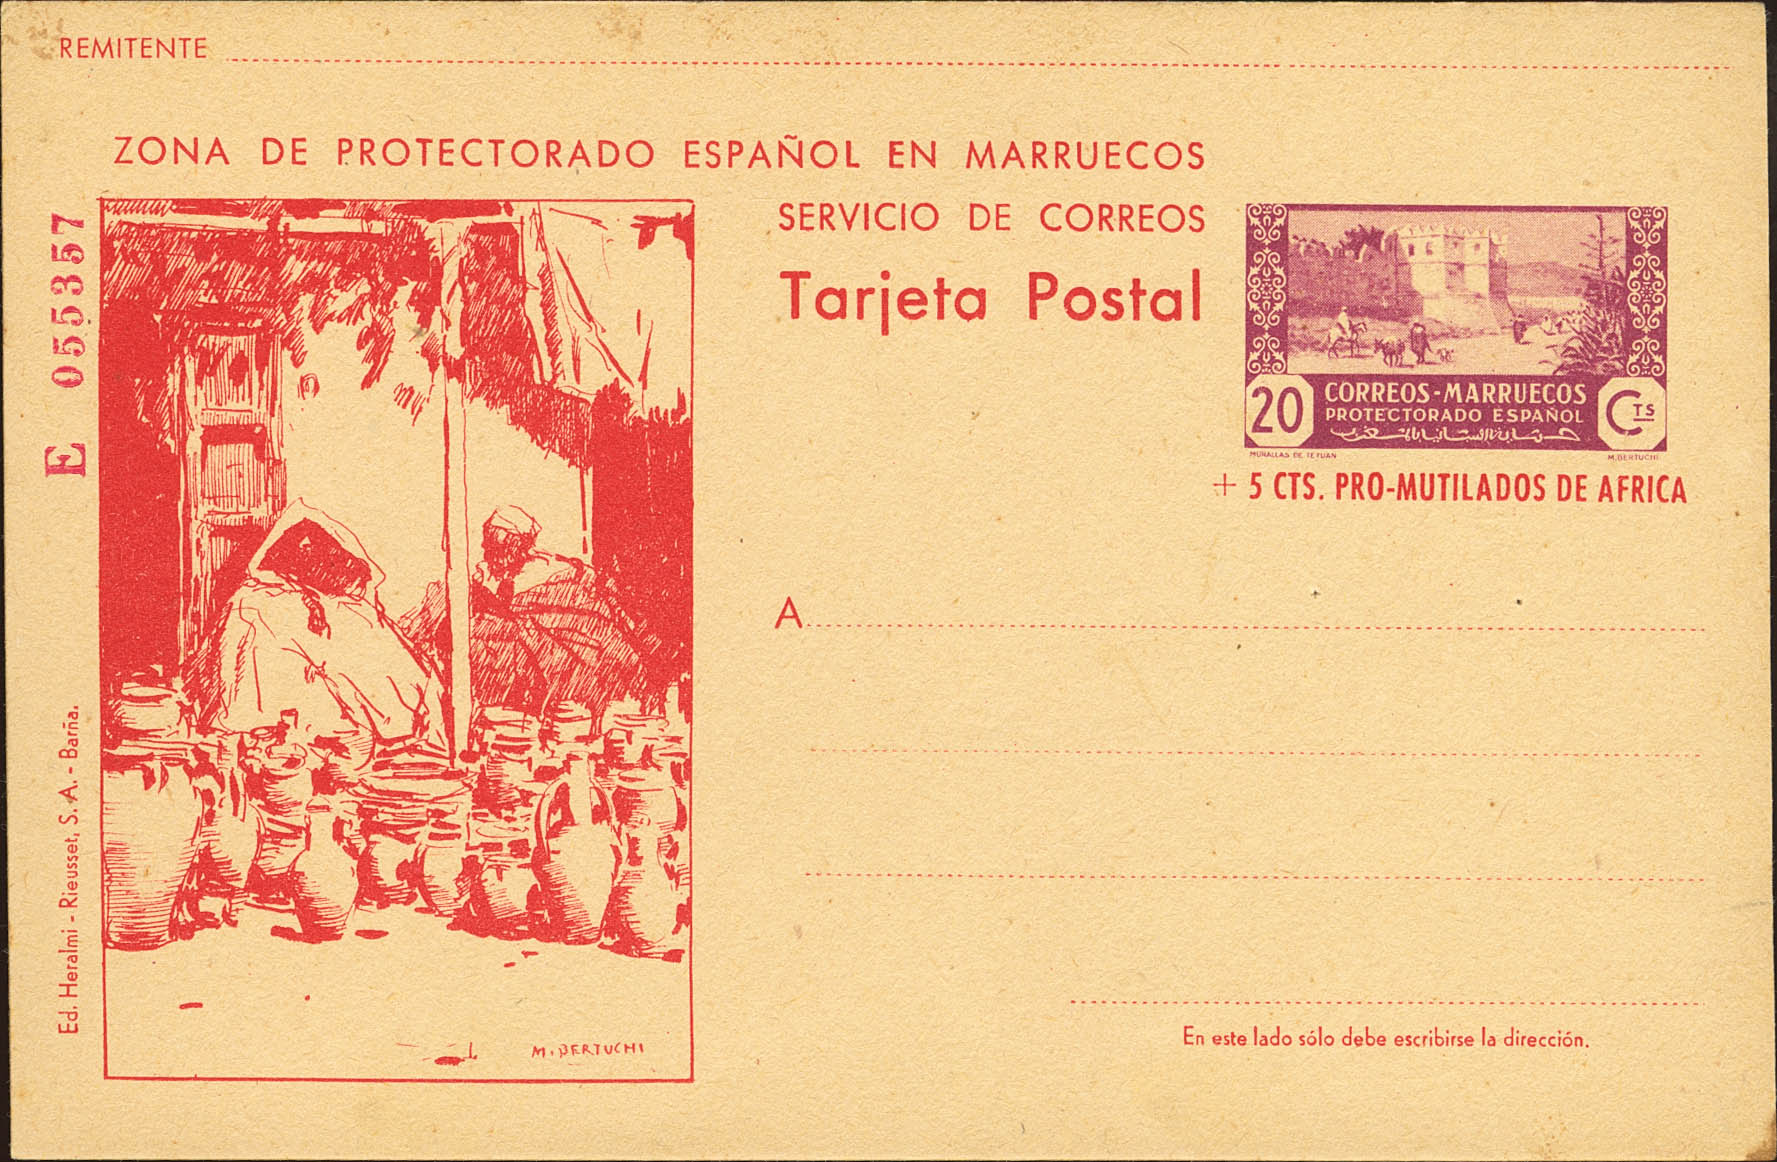 REMITENTE
ZONA DE PROTECTORADO ESPAÑOL EN MARRUECOS
SERVICIO DE CORREOS
Tarjeta Postal
E 055357
20 CORREOS-MARRUECOS CTS
PROTECTORADO ESPAÑOL
MURALLAS DE TETUAN M.BERTUCHI
+ 5 CTS. PRO-MUTILADOS DE AFRICA
A
Ed. Heralmi - Rieusset, S. A. - Barña.
M. BERTUCHI
En este lado sólo debe escribirse la dirección.